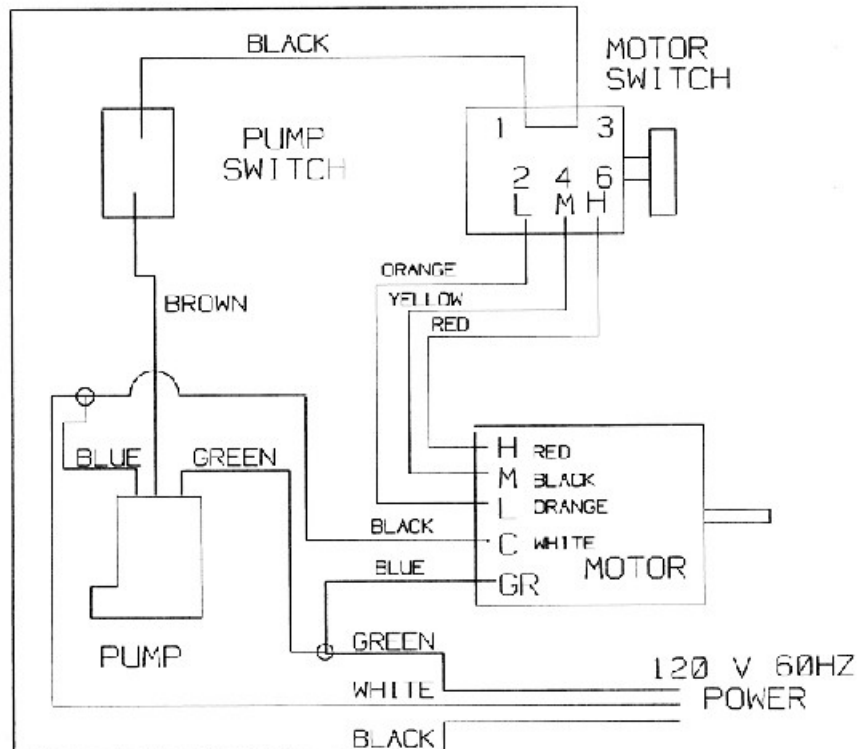 BLACK
MOTOR
SWITCH
1 3
PUMP
SWITCH
2 4 6
L M H
ORANGE
YELLOW
RED
BROWN
BLUE GREEN
H RED
M BLACK
L ORANGE
BLACK
C WHITE
BLUE
MOTOR
GR
PUMP
GREEN
120 V 60HZ
WHITE
POWER
BLACK